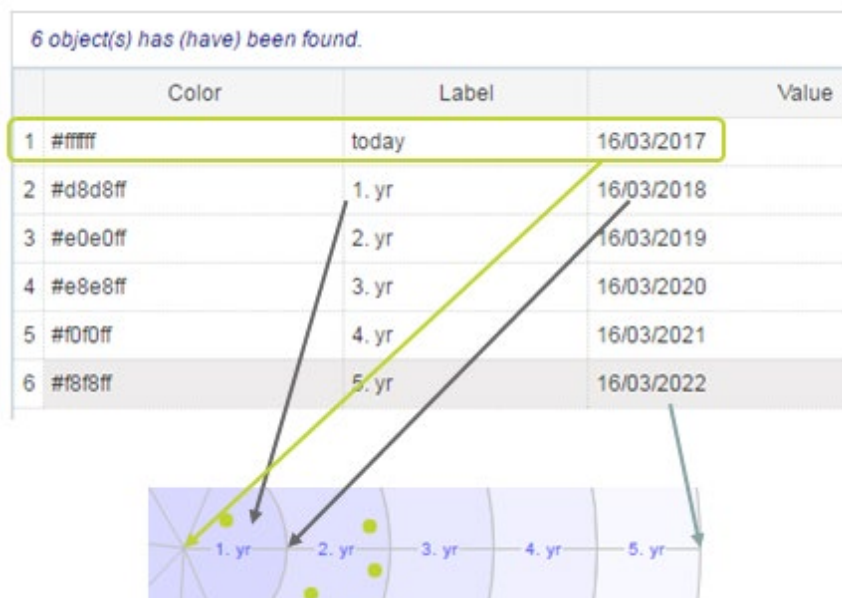 6 object(s) has (have) been found.
Color Label Value
1 #ffffff today 16/03/2017
2 #d8d8ff 1. yr 16/03/2018
3 #e0e0ff 2. yr 16/03/2019
4 #e8e8ff 3. yr 16/03/2020
5 #f0f0ff 4. yr 16/03/2021
6 #f8f8ff 5. yr 16/03/2022
1. yr 2. yr 3. yr 4. yr 5. yr